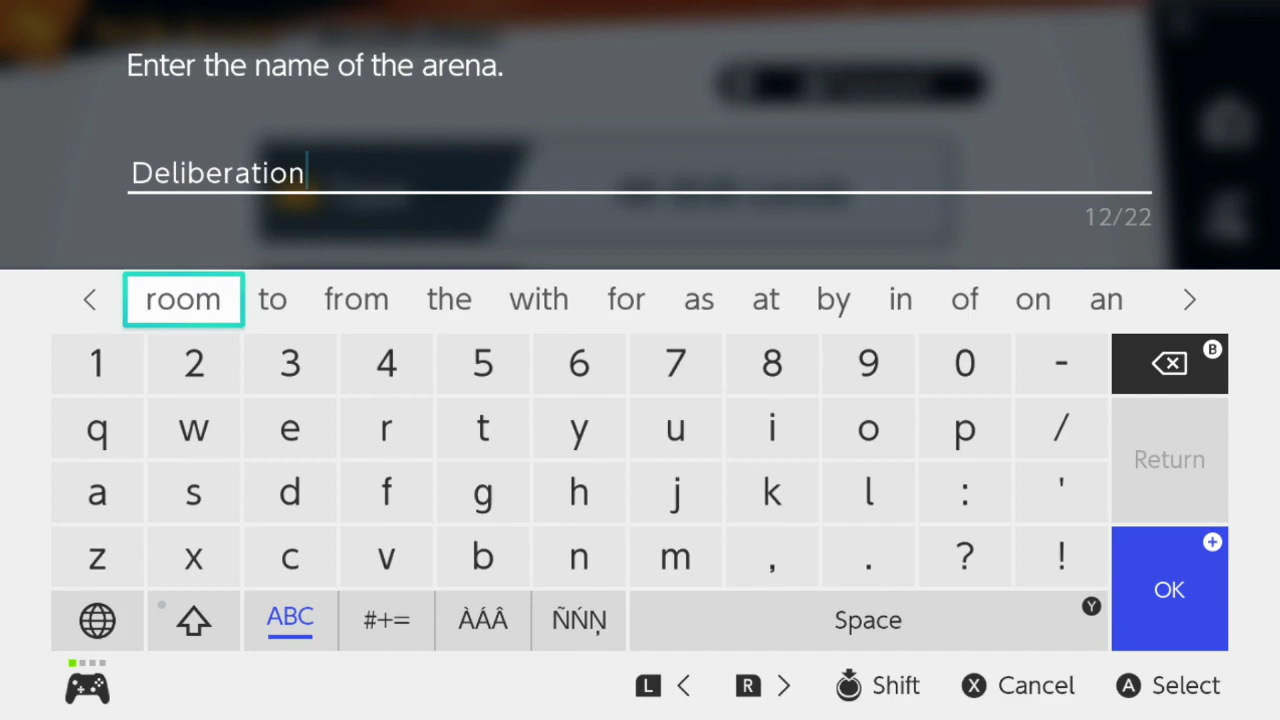 Enter the name of the arena.
Deliberation
12/22
room to from the with for as at by in of on an
1 2 3 4 5 6 7 8 9 0 - B
q w e r t y u i o p /
Return
a s d f g h j k l : '
z x c v b n m , . ? ! +
OK
ABC #+= ÀÁÂ ÑŃŅ Space Y
L < R > Shift X Cancel A Select